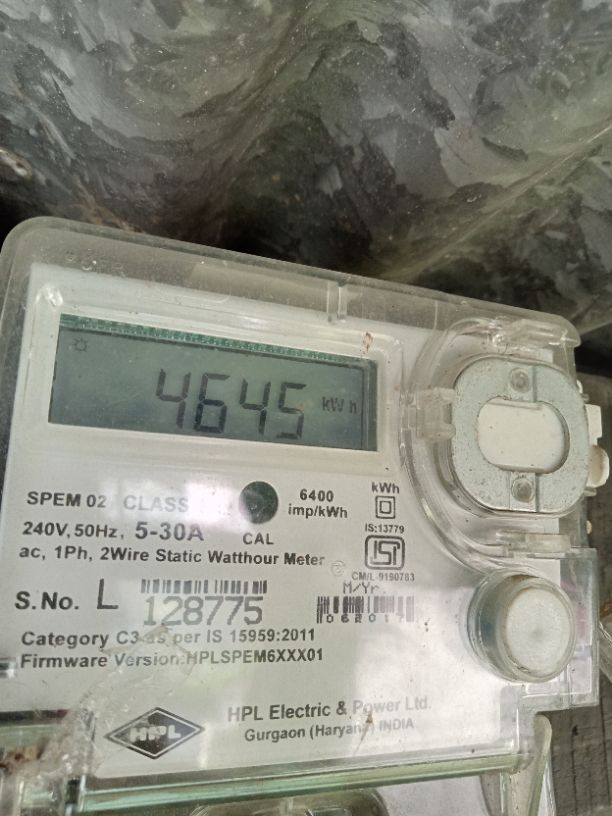 4645 kWh
SPEM 02 CLASS
6400
imp/kWh
kWh
240V, 50Hz, 5-30A CAL
IS:13779
ac, 1Ph, 2Wire Static Watthour Meter
ISI
CM/L-9190783
M/Yr.
S.No. L 128775
062017
Category C3 as per IS 15959:2011
Firmware Version:HPLSPEM6XXX01
HPL
HPL Electric & Power Ltd.
Gurgaon (Haryana) INDIA